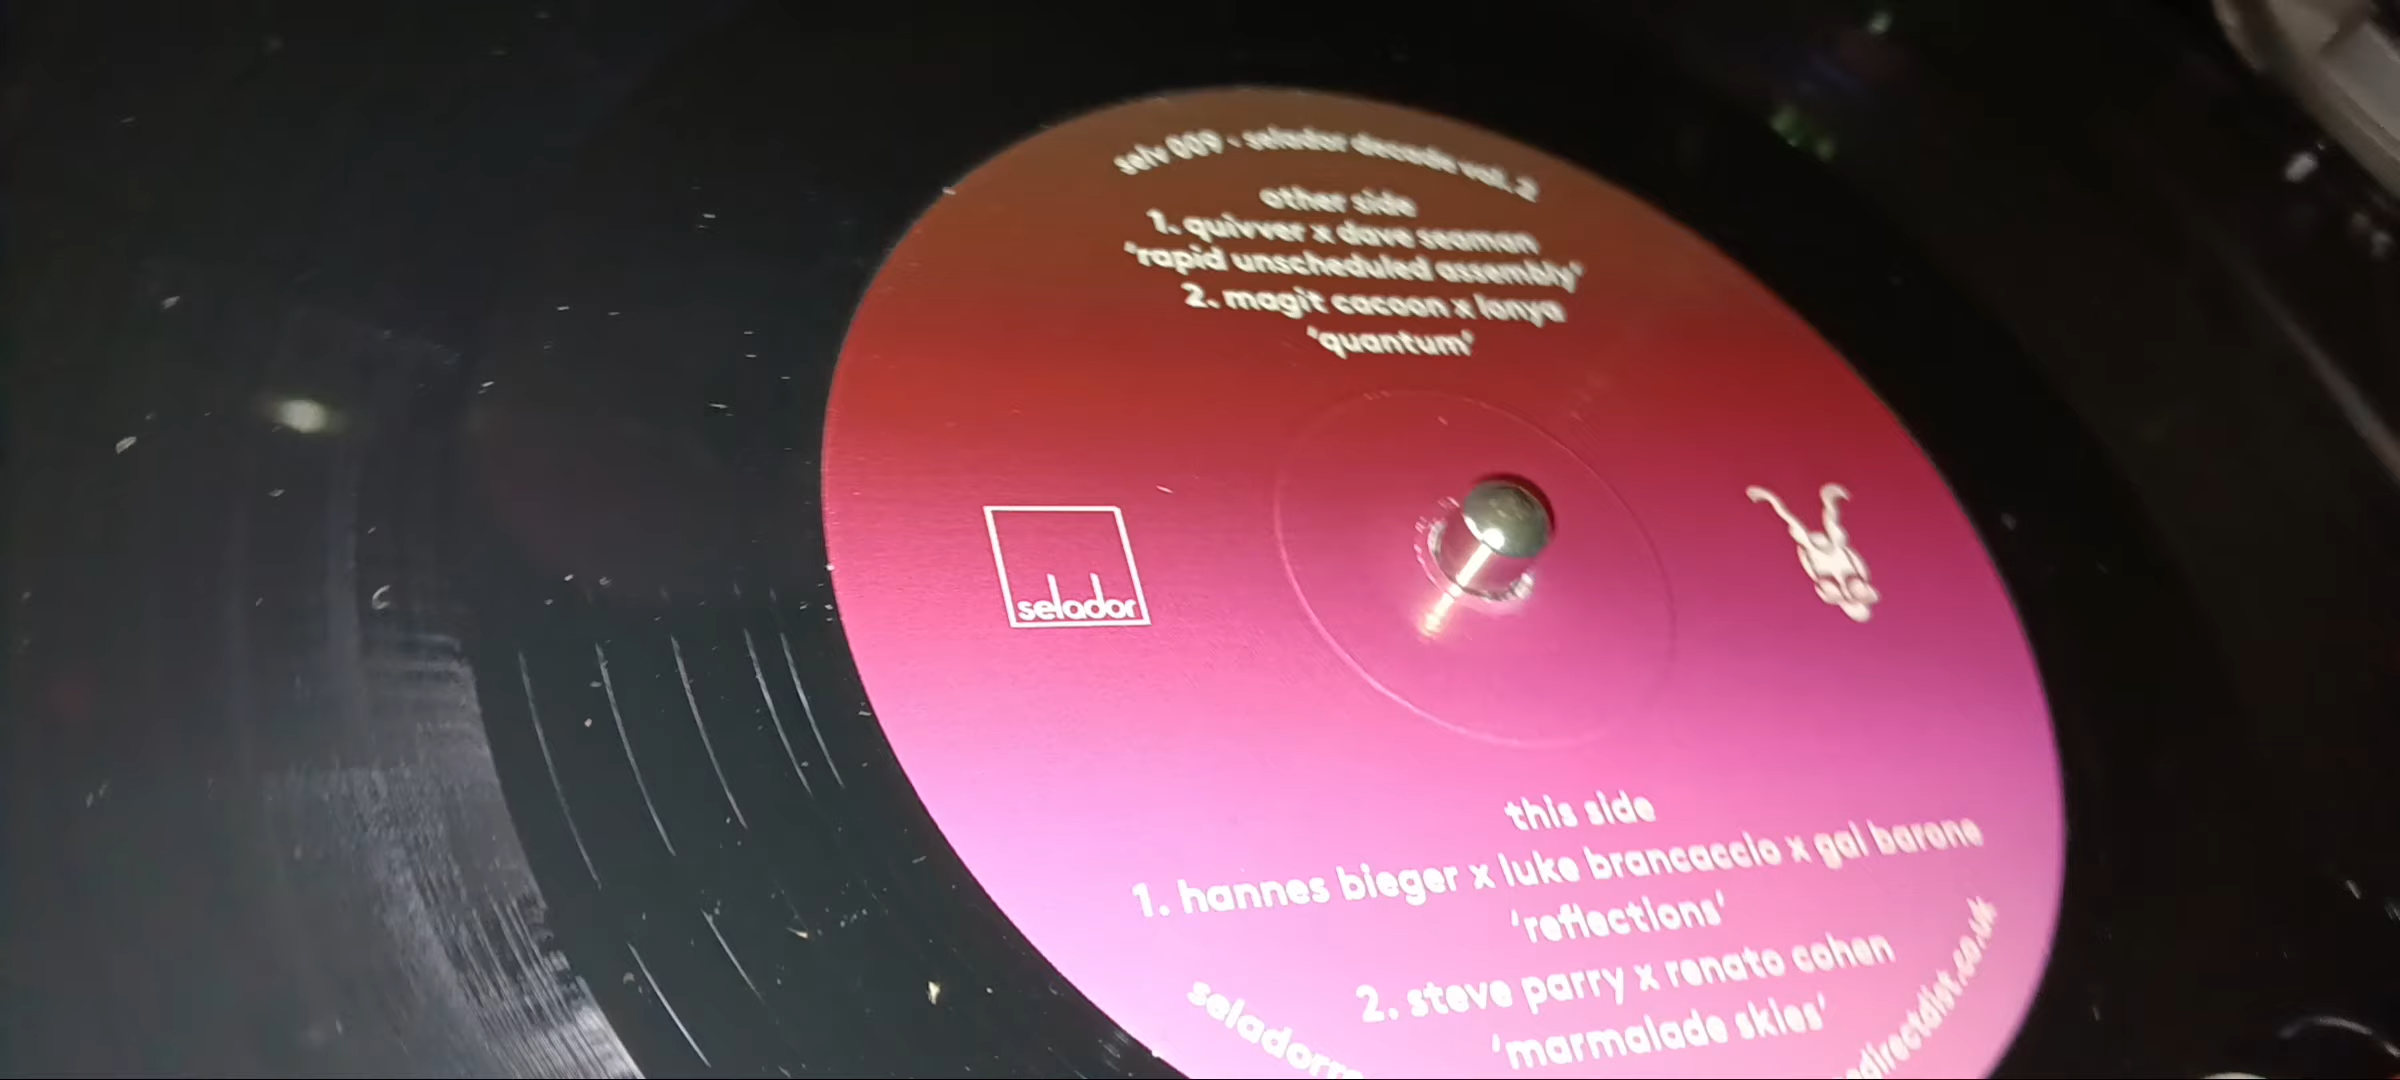 selv 009 - selador decade vol. 2
other side
1. quivver x dave seaman
'rapid unscheduled assembly'
2. magit cacoon x lonya
'quantum'
selador
this side
1. hannes bieger x luke brancaccio x gai barone
'reflections'
2. steve parry x renato cohen
'marmalade skies'